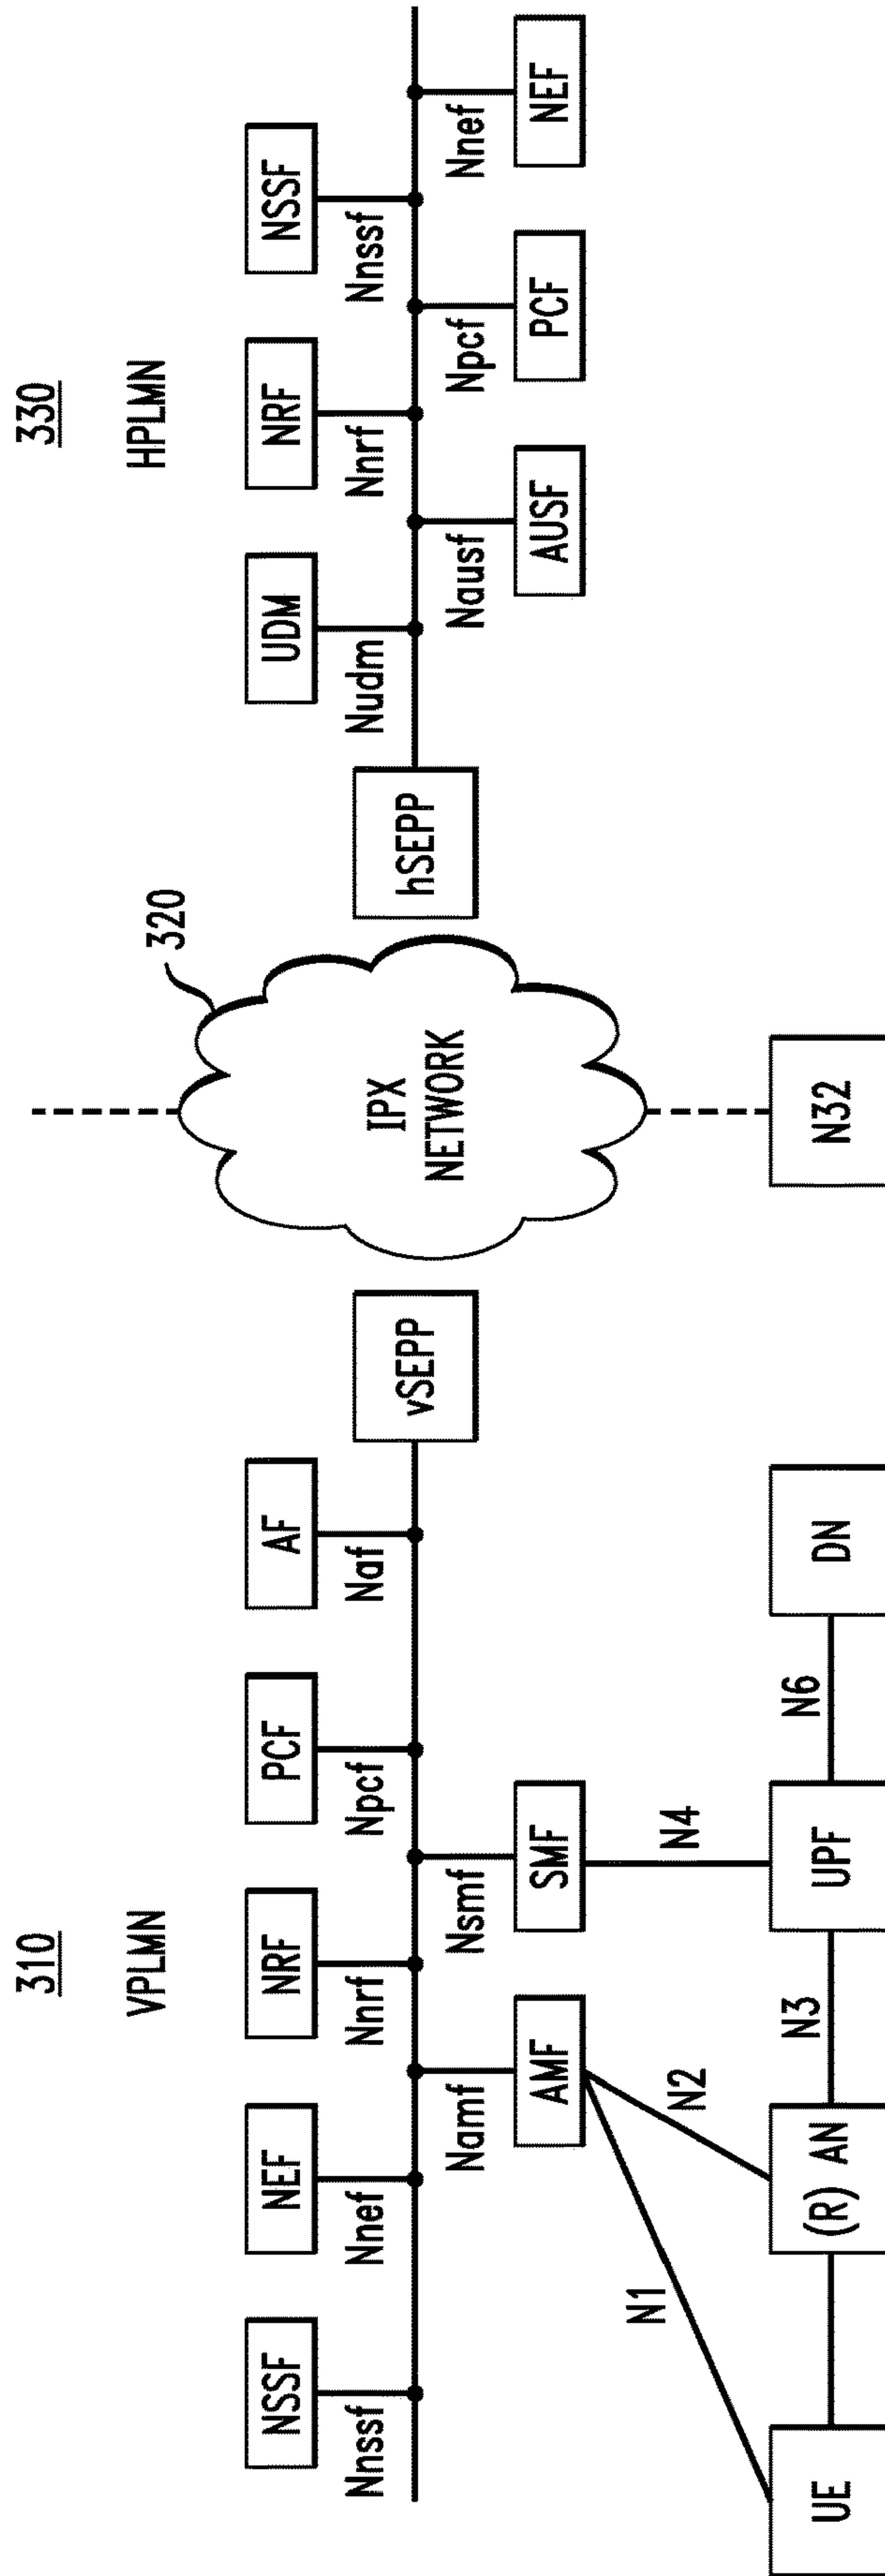 310
VPLMN
330
HPLMN
320
NSSF
NEF
NRF
PCF
AF
UDM
NRF
NSSF
Nnssf
Nnef
Nnrf
Npcf
Naf
Nudm
Nnrf
Nnssf
vSEPP
IPX
NETWORK
hSEPP
Namf
Nsmf
Nausf
Npcf
Nnef
AMF
SMF
AUSF
PCF
NEF
N1
N2
N4
UE
(R) AN
N3
UPF
N6
DN
N32